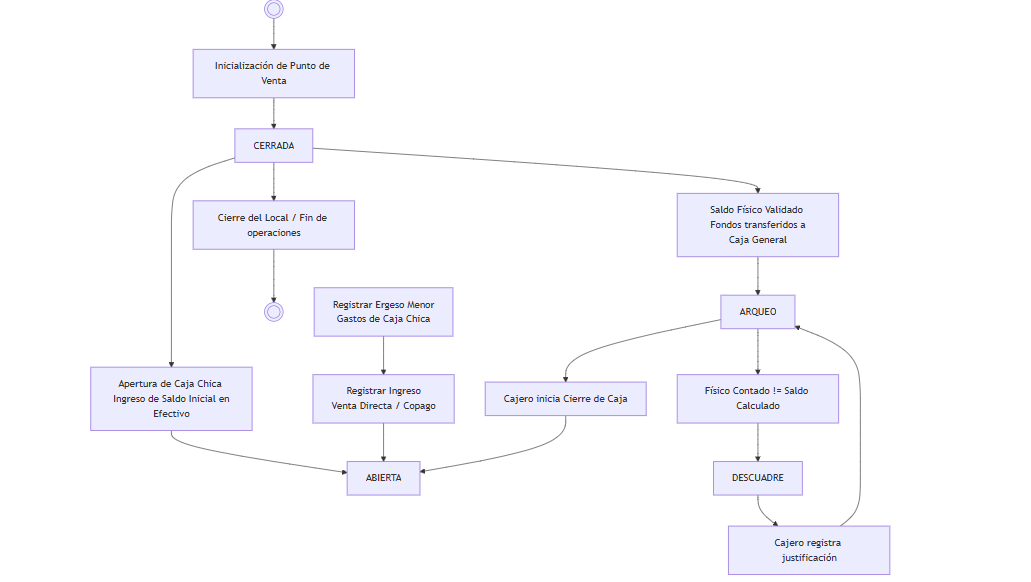 Inicialización de Punto de
Venta
CERRADA
Cierre del Local / Fin de
operaciones
Saldo Físico Validado
Fondos transferidos a
Caja General
Registrar Ergeso Menor
Gastos de Caja Chica
ARQUEO
Apertura de Caja Chica
Ingreso de Saldo Inicial en
Efectivo
Registrar Ingreso
Venta Directa / Copago
Cajero inicia Cierre de Caja
Físico Contado != Saldo
Calculado
ABIERTA
DESCUADRE
Cajero registra
justificación